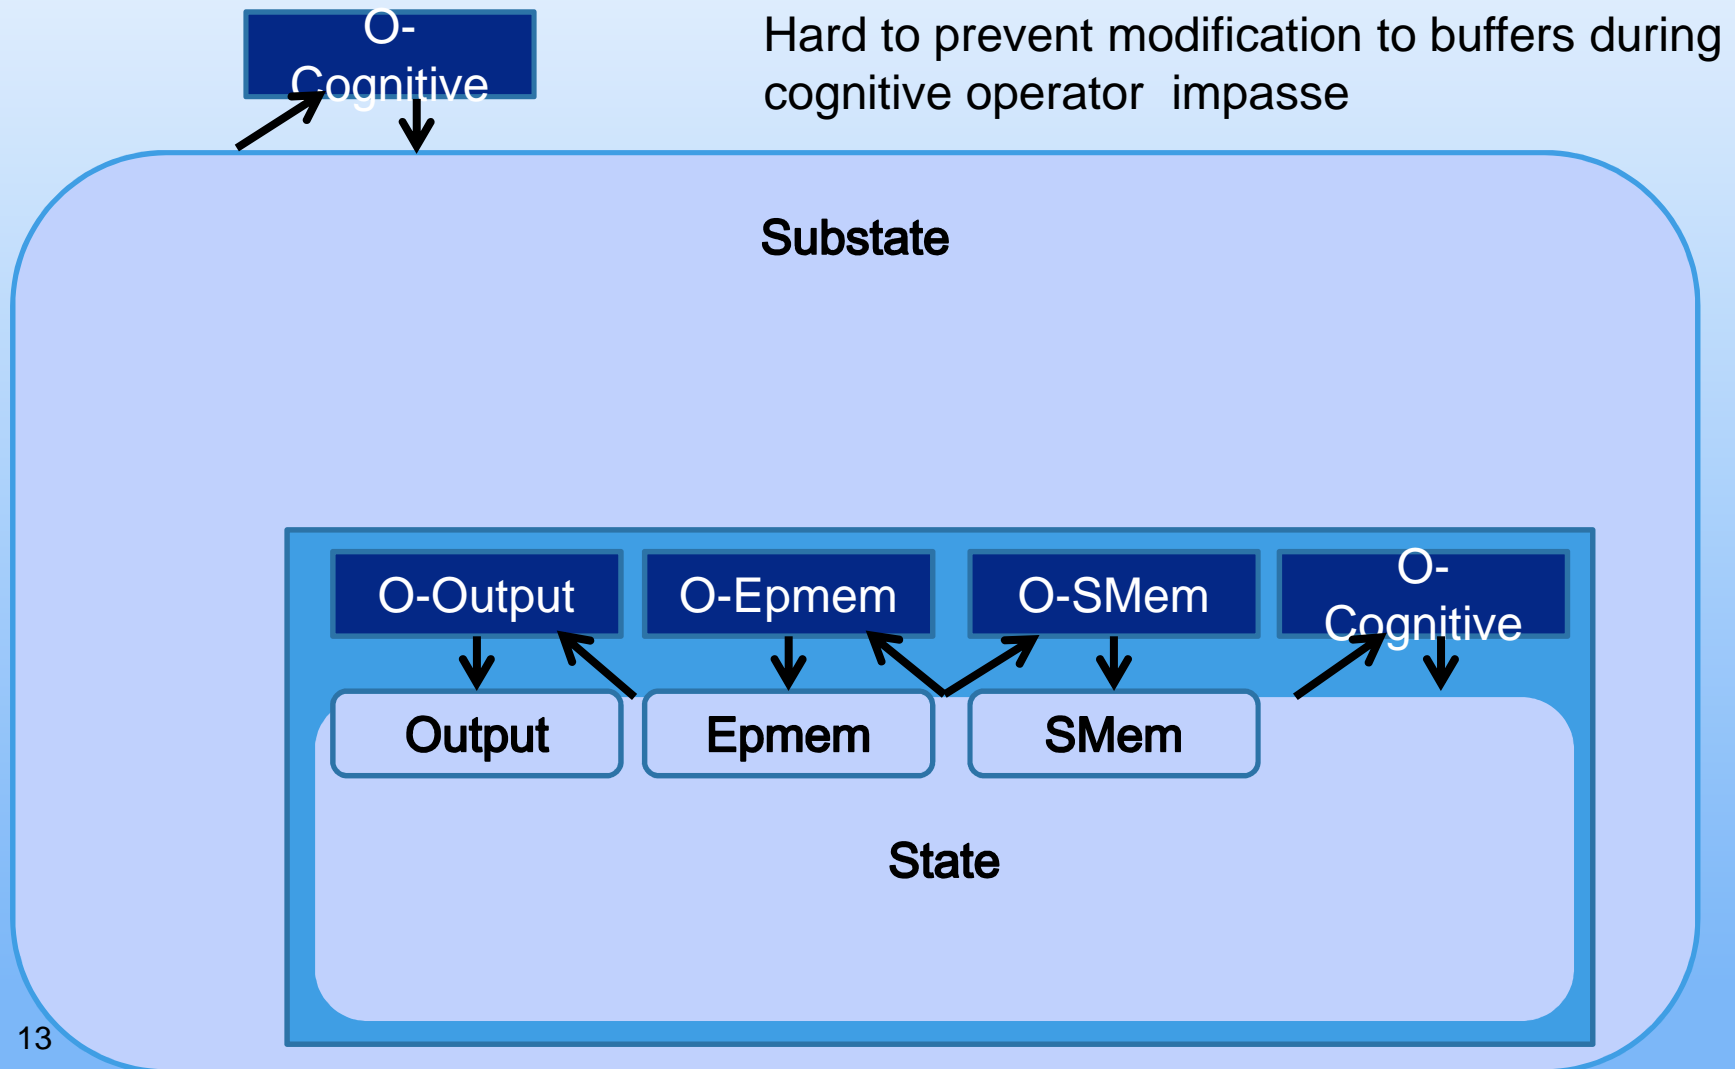 O-
Cognitive
Hard to prevent modification to buffers during
cognitive operator impasse
Substate
O-Output
O-Epmem
O-SMem
O-
Cognitive
Output
Epmem
SMem
State
13